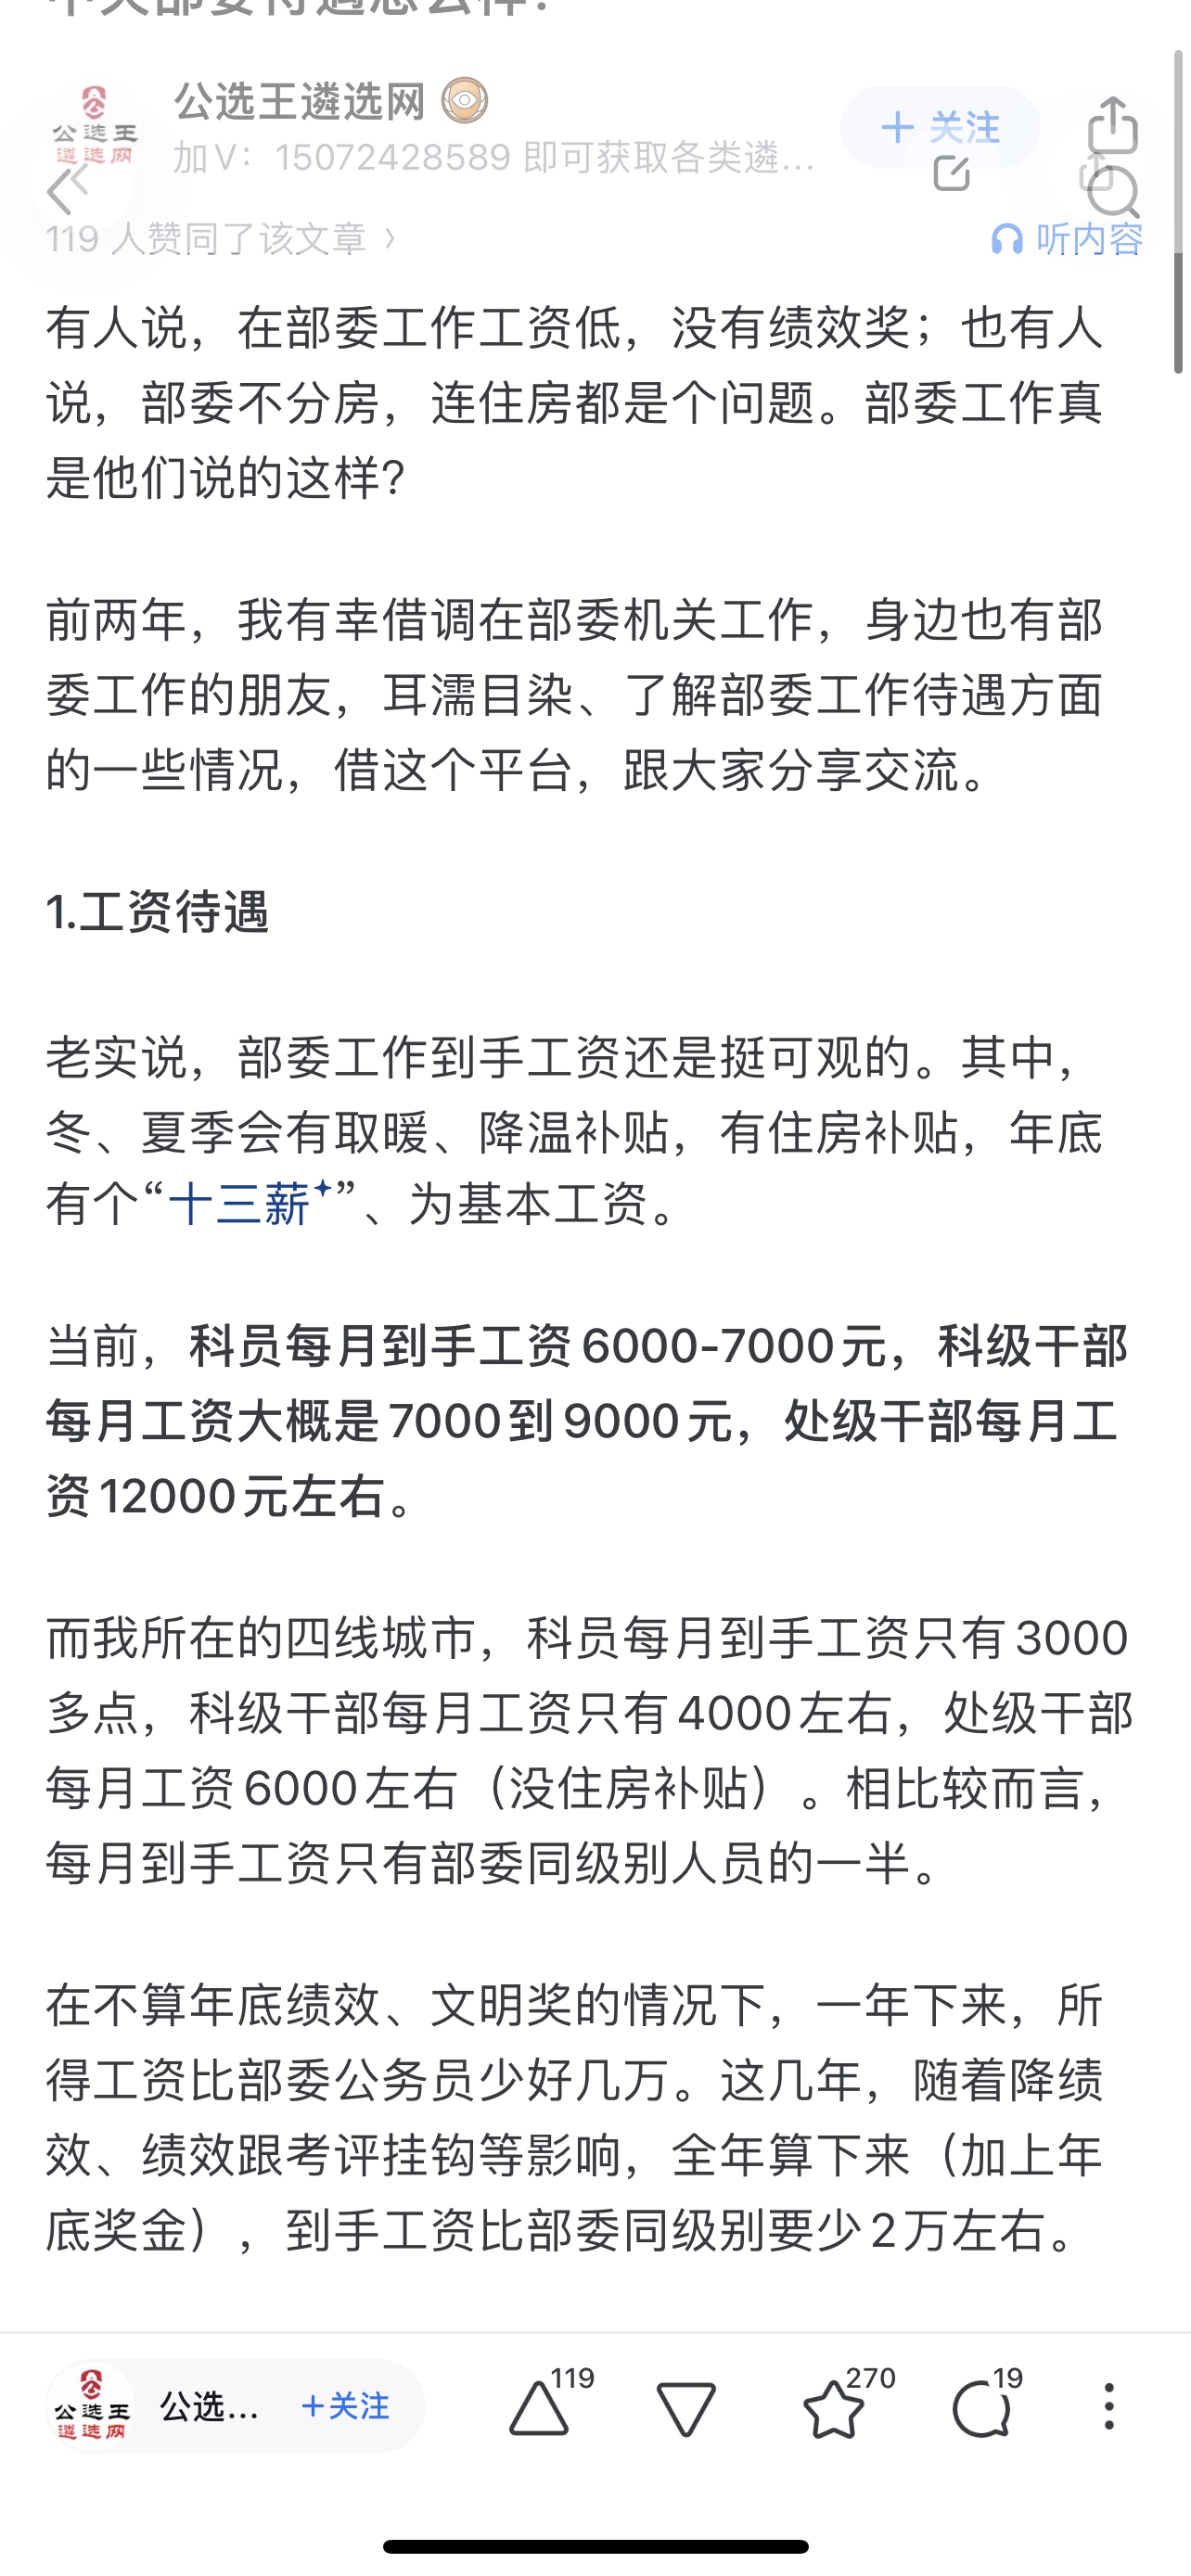 中央部委待遇怎么样？
公选王遴选网
公选王
遴选网
加V：15072428589 即可获取各类遴...
+ 关注
119 人赞同了该文章 ›
听内容
有人说，在部委工作工资低，没有绩效奖；也有人
说，部委不分房，连住房都是个问题。部委工作真
是他们说的这样?
前两年，我有幸借调在部委机关工作，身边也有部
委工作的朋友，耳濡目染、了解部委工作待遇方面
的一些情况，借这个平台，跟大家分享交流。
1.工资待遇
老实说，部委工作到手工资还是挺可观的。其中，
冬、夏季会有取暖、降温补贴，有住房补贴，年底
有个“十三薪”、为基本工资。
当前，科员每月到手工资6000-7000元，科级干部
每月工资大概是7000到9000元，处级干部每月工
资12000元左右。
而我所在的四线城市，科员每月到手工资只有3000
多点，科级干部每月工资只有4000左右，处级干部
每月工资6000左右（没住房补贴）。相比较而言，
每月到手工资只有部委同级别人员的一半。
在不算年底绩效、文明奖的情况下，一年下来，所
得工资比部委公务员少好几万。这几年，随着降绩
效、绩效跟考评挂钩等影响，全年算下来（加上年
底奖金），到手工资比部委同级别要少2万左右。
公选王
遴选网
公选...
+关注
119
270
19